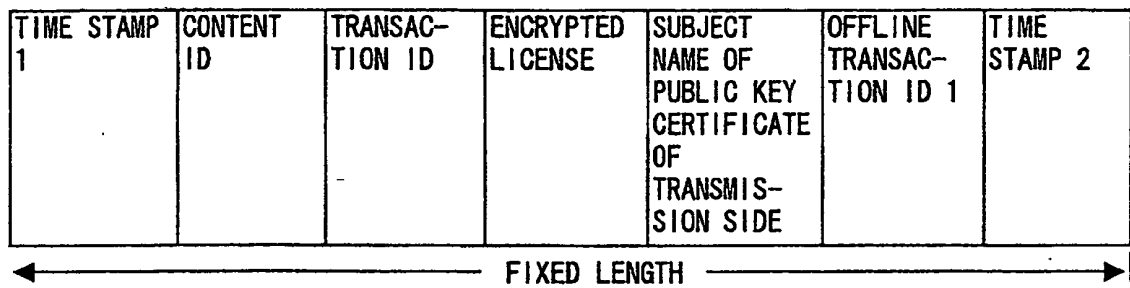 TIME STAMP
1
CONTENT
ID
TRANSAC-
TION ID
ENCRYPTED
LICENSE
SUBJECT
NAME OF
PUBLIC KEY
CERTIFICATE
OF
TRANSMIS-
SION SIDE
OFFLINE
TRANSAC-
TION ID 1
TIME
STAMP 2
FIXED LENGTH